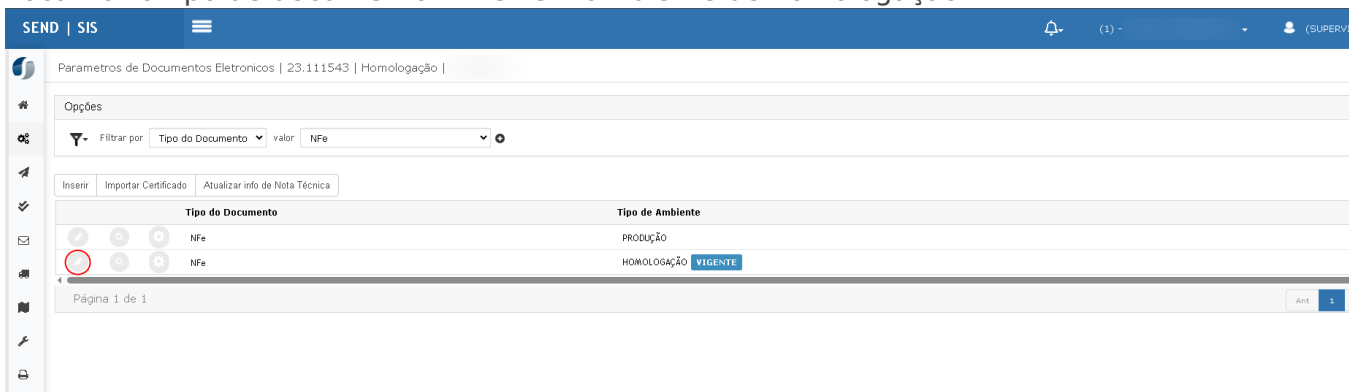 SEND | SIS (1) - (SUPERVI
Parametros de Documentos Eletronicos | 23.111543 | Homologação |
Opções
Filtrar por Tipo do Documento valor NFe
Inserir Importar Certificado Atualizar info de Nota Técnica
Tipo do Documento Tipo de Ambiente
NFe PRODUÇÃO
NFe HOMOLOGAÇÃO VIGENTE
Página 1 de 1 Ant 1